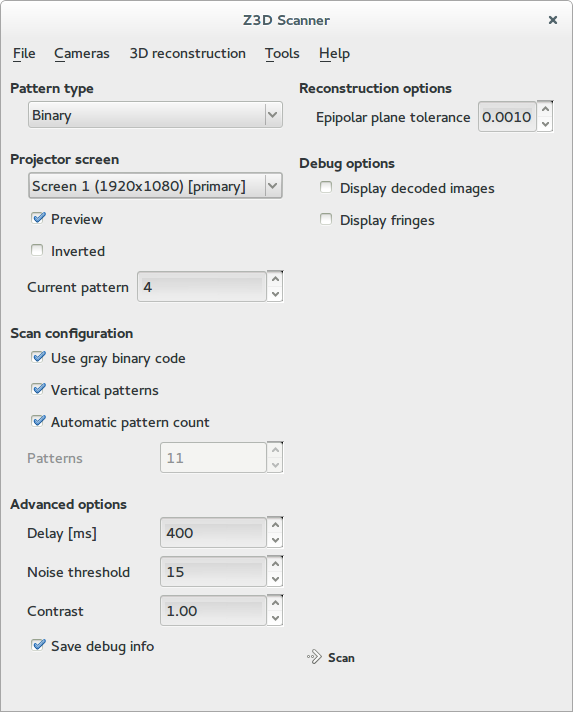 Z3D Scanner
File Cameras 3D reconstruction Tools Help
Pattern type
Binary
Projector screen
Screen 1 (1920x1080) [primary]
Preview
Inverted
Current pattern 4
Scan configuration
Use gray binary code
Vertical patterns
Automatic pattern count
Patterns 11
Advanced options
Delay [ms] 400
Noise threshold 15
Contrast 1.00
Save debug info
Reconstruction options
Epipolar plane tolerance 0.0010
Debug options
Display decoded images
Display fringes
Scan